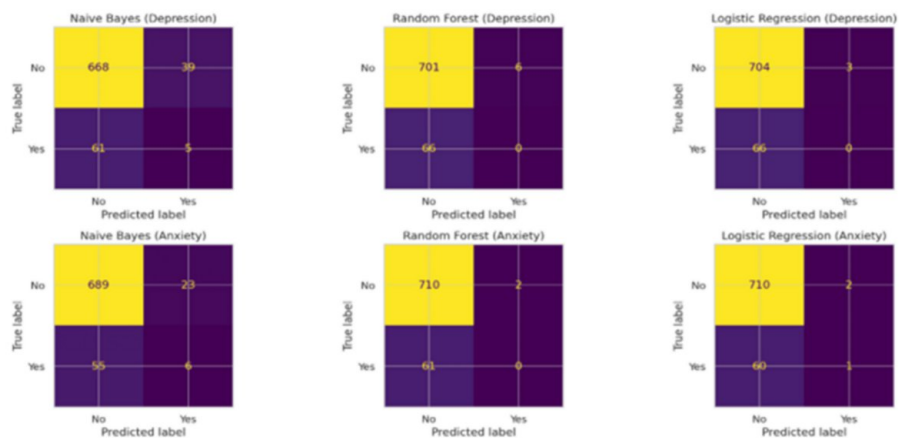 Naive Bayes (Depression)
No 668 39
Yes 61 5
True label
No Yes
Predicted label
Random Forest (Depression)
No 701 6
Yes 66 0
True label
No Yes
Predicted label
Logistic Regression (Depression)
No 704 3
Yes 66 0
True label
No Yes
Predicted label
Naive Bayes (Anxiety)
No 689 23
Yes 55 6
True label
No Yes
Predicted label
Random Forest (Anxiety)
No 710 2
Yes 61 0
True label
No Yes
Predicted label
Logistic Regression (Anxiety)
No 710 2
Yes 60 1
True label
No Yes
Predicted label